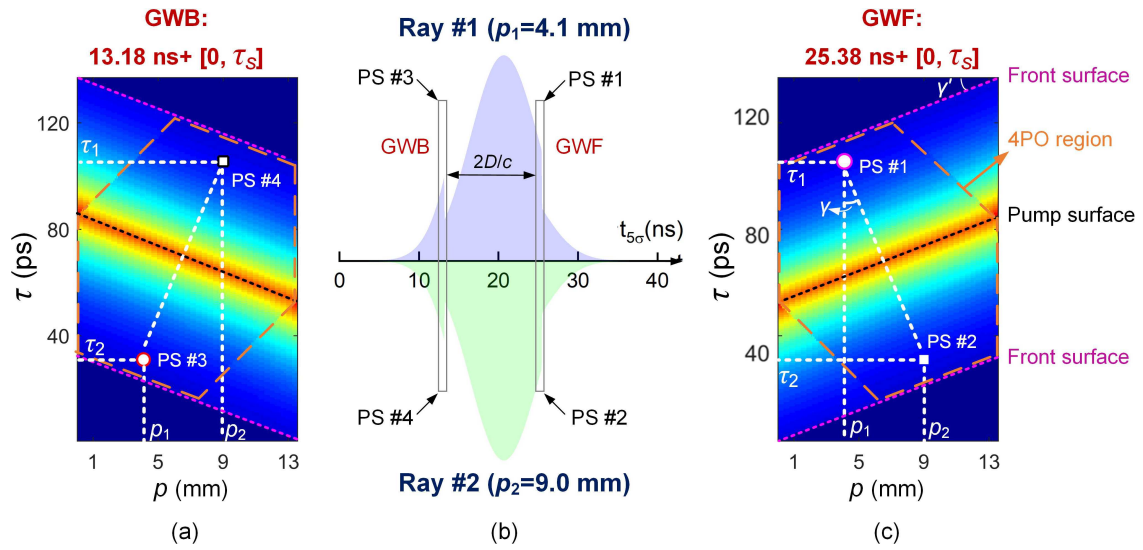 GWB:
13.18 ns+ [0, τS]
τ (ps)
120
80
40
τ1
τ2
PS #4
PS #3
p1
p2
1
5
9
13
p (mm)
(a)
Ray #1 (p1=4.1 mm)
PS #3
PS #1
GWB
GWF
2D/c
t5σ(ns)
0
10
20
30
40
PS #4
PS #2
Ray #2 (p2=9.0 mm)
(b)
GWF:
25.38 ns+ [0, τS]
τ (ps)
120
80
40
τ1
τ2
PS #1
PS #2
γ
γ'
p1
p2
1
5
9
13
p (mm)
(c)
Front surface
4PO region
Pump surface
Front surface